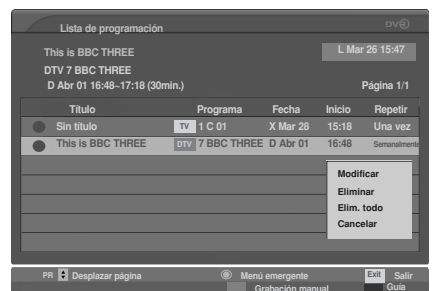 Lista de programación
This is BBC THREE
L Mar 26 15:47
DTV 7 BBC THREE
D Abr 01 16:48~17:18 (30min.)
Página 1/1
Título Programa Fecha Inicio Repetir
Sin título TV 1 C 01 X Mar 28 15:18 Una vez
This is BBC THREE DTV 7 BBC THREE D Abr 01 16:48 Semanalmente
Modificar
Eliminar
Elim. todo
Cancelar
PR Desplazar página Menú emergente Exit Salir
Grabación manual Guía